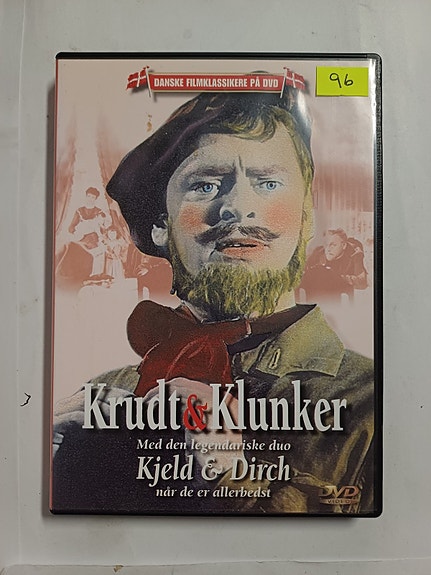 DANSKE FILMKLASSIKERE PÅ DVD
96
Krudt & Klunker
Med den legendariske duo
Kjeld & Dirch
når de er allerbedst
DVD
VIDEO